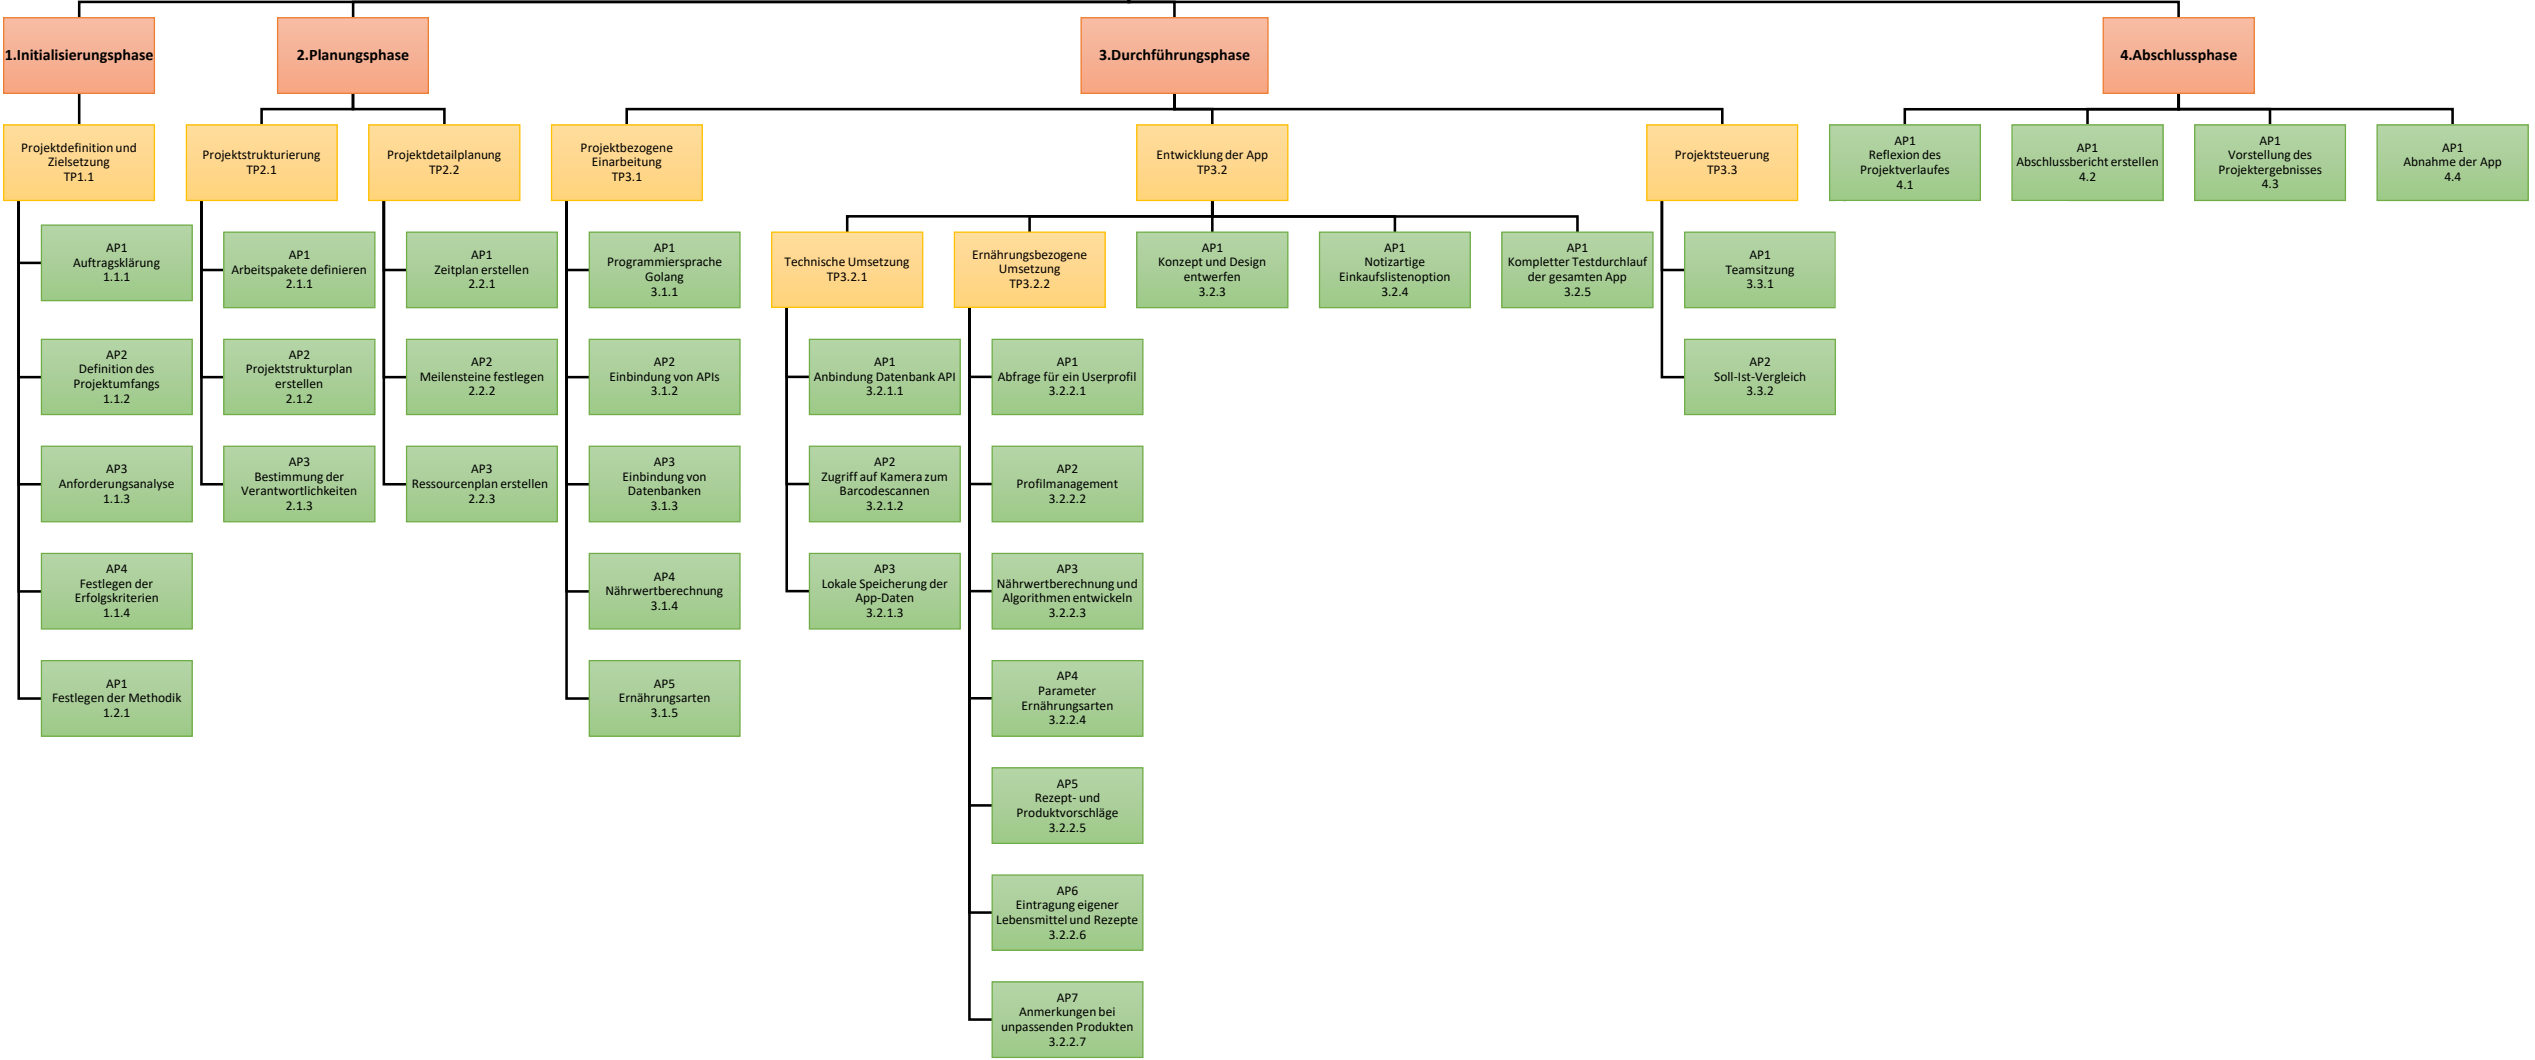 1.Initialisierungsphase
2.Planungsphase
3.Durchführungsphase
4.Abschlussphase
Projektdefinition und
Zielsetzung
TP1.1
Projektstrukturierung
TP2.1
Projektdetailplanung
TP2.2
Projektbezogene
Einarbeitung
TP3.1
Entwicklung der App
TP3.2
Projektsteuerung
TP3.3
AP1
Reflexion des
Projektverlaufes
4.1
AP1
Abschlussbericht erstellen
4.2
AP1
Vorstellung des
Projektergebnisses
4.3
AP1
Abnahme der App
4.4
AP1
Auftragsklärung
1.1.1
AP2
Definition des
Projektumfangs
1.1.2
AP3
Anforderungsanalyse
1.1.3
AP4
Festlegen der
Erfolgskriterien
1.1.4
AP1
Festlegen der Methodik
1.2.1
AP1
Arbeitspakete definieren
2.1.1
AP2
Projektstrukturplan
erstellen
2.1.2
AP3
Bestimmung der
Verantwortlichkeiten
2.1.3
AP1
Zeitplan erstellen
2.2.1
AP2
Meilensteine festlegen
2.2.2
AP3
Ressourcenplan erstellen
2.2.3
AP1
Programmiersprache
Golang
3.1.1
AP2
Einbindung von APIs
3.1.2
AP3
Einbindung von
Datenbanken
3.1.3
AP4
Nährwertberechnung
3.1.4
AP5
Ernährungsarten
3.1.5
Technische Umsetzung
TP3.2.1
AP1
Anbindung Datenbank API
3.2.1.1
AP2
Zugriff auf Kamera zum
Barcodescannen
3.2.1.2
AP3
Lokale Speicherung der
App-Daten
3.2.1.3
Ernährungsbezogene
Umsetzung
TP3.2.2
AP1
Abfrage für ein Userprofil
3.2.2.1
AP2
Profilmanagement
3.2.2.2
AP3
Nährwertberechnung und
Algorithmen entwickeln
3.2.2.3
AP4
Parameter
Ernährungsarten
3.2.2.4
AP5
Rezept- und
Produktvorschläge
3.2.2.5
AP6
Eintragung eigener
Lebensmittel und Rezepte
3.2.2.6
AP7
Anmerkungen bei
unpassenden Produkten
3.2.2.7
AP1
Konzept und Design
entwerfen
3.2.3
AP1
Notizartige
Einkaufslistenoption
3.2.4
AP1
Kompletter Testdurchlauf
der gesamten App
3.2.5
AP1
Teamsitzung
3.3.1
AP2
Soll-Ist-Vergleich
3.3.2